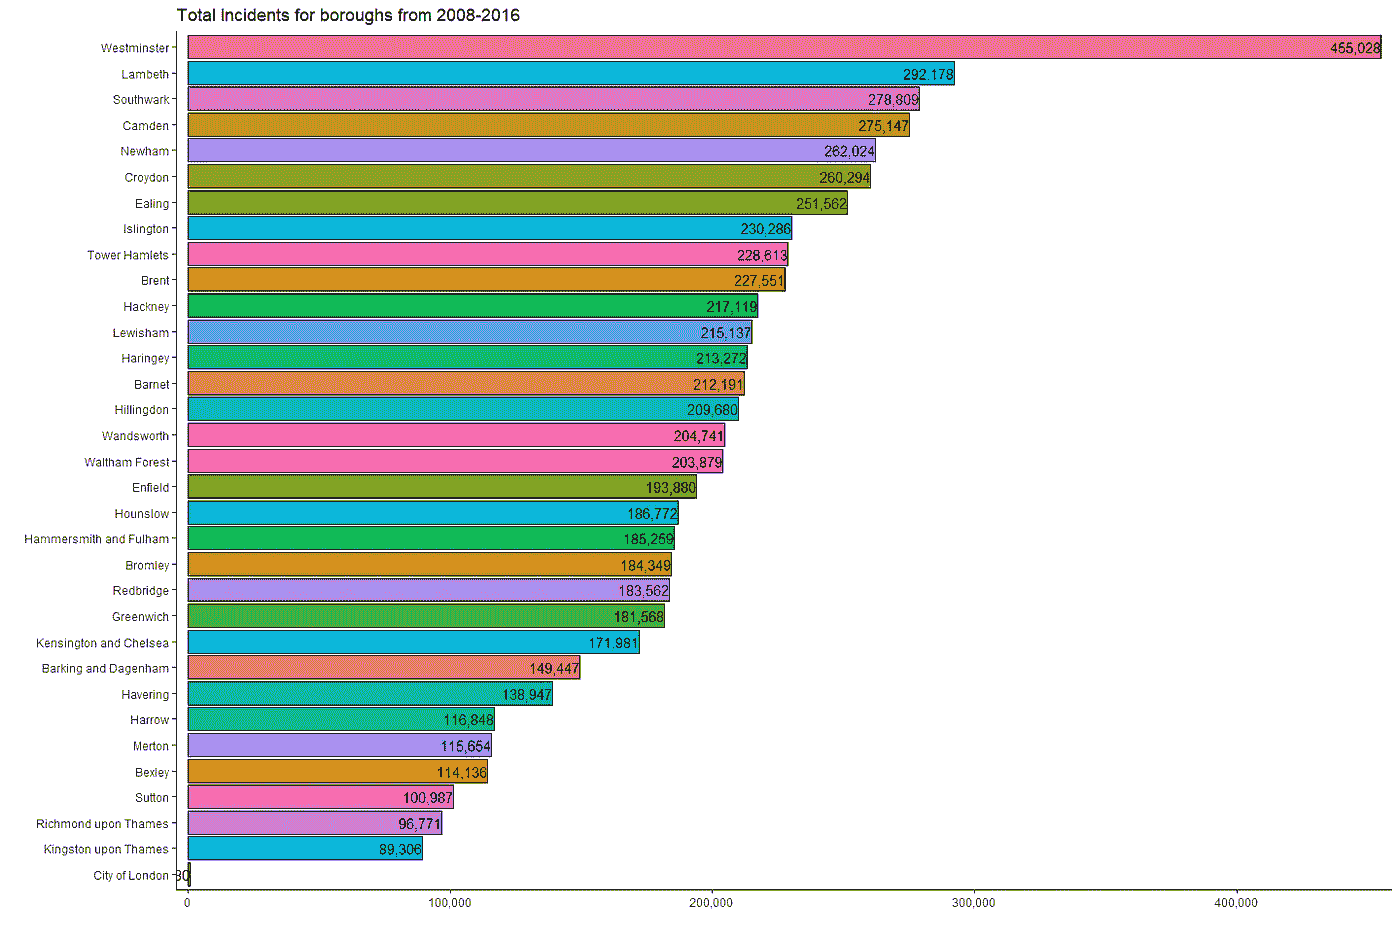 Total Incidents for boroughs from 2008-2016
Westminster 455,028
Lambeth 292,178
Southwark 278,809
Camden 275,147
Newham 262,024
Croydon 260,294
Ealing 251,562
Islington 230,286
Tower Hamlets 228,613
Brent 227,551
Hackney 217,119
Lewisham 215,137
Haringey 213,272
Barnet 212,191
Hillingdon 209,680
Wandsworth 204,741
Waltham Forest 203,879
Enfield 193,880
Hounslow 186,772
Hammersmith and Fulham 185,259
Bromley 184,349
Redbridge 183,562
Greenwich 181,568
Kensington and Chelsea 171,981
Barking and Dagenham 149,447
Havering 138,947
Harrow 116,848
Merton 115,654
Bexley 114,136
Sutton 100,987
Richmond upon Thames 96,771
Kingston upon Thames 89,306
City of London
0 100,000 200,000 300,000 400,000